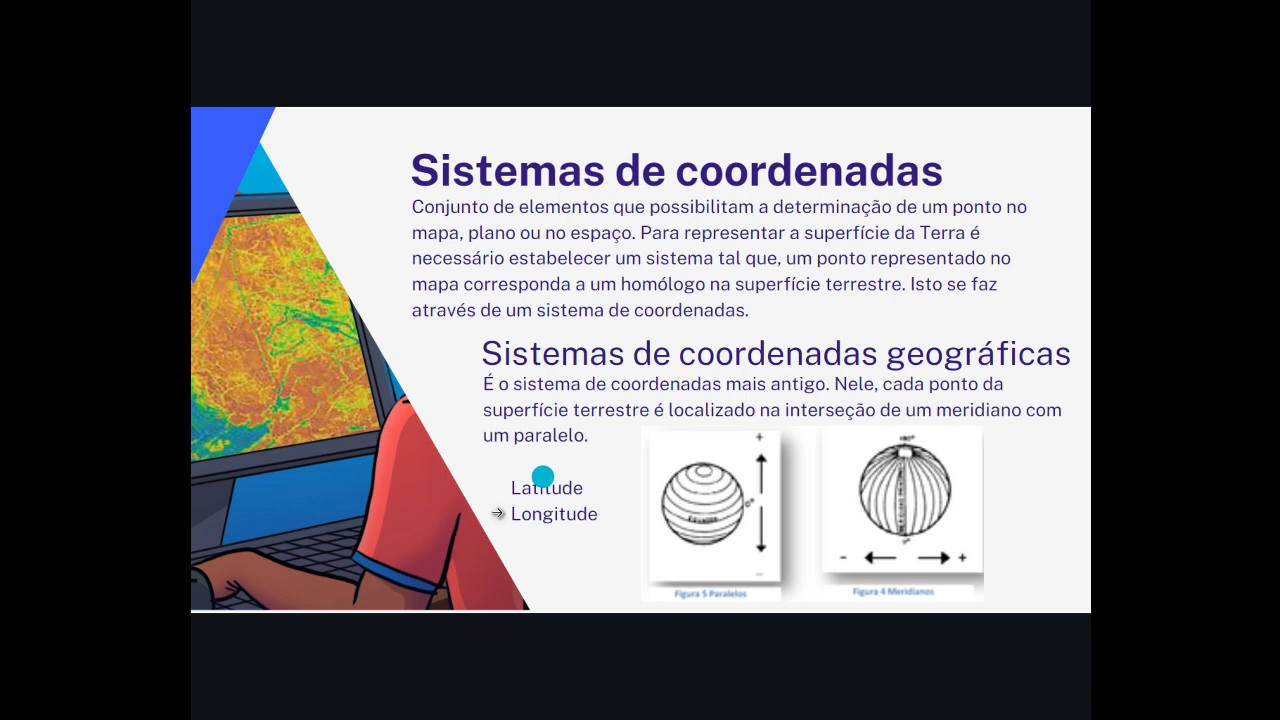 Sistemas de coordenadas
Conjunto de elementos que possibilitam a determinação de um ponto no
mapa, plano ou no espaço. Para representar a superfície da Terra é
necessário estabelecer um sistema tal que, um ponto representado no
mapa corresponda a um homólogo na superfície terrestre. Isto se faz
através de um sistema de coordenadas.
Sistemas de coordenadas geográficas
É o sistema de coordenadas mais antigo. Nele, cada ponto da
superfície terrestre é localizado na interseção de um meridiano com
um paralelo.
Latitude
Longitude
+
0°
-
Figura 5 Paralelos
0°
- +
Figura 4 Meridianos